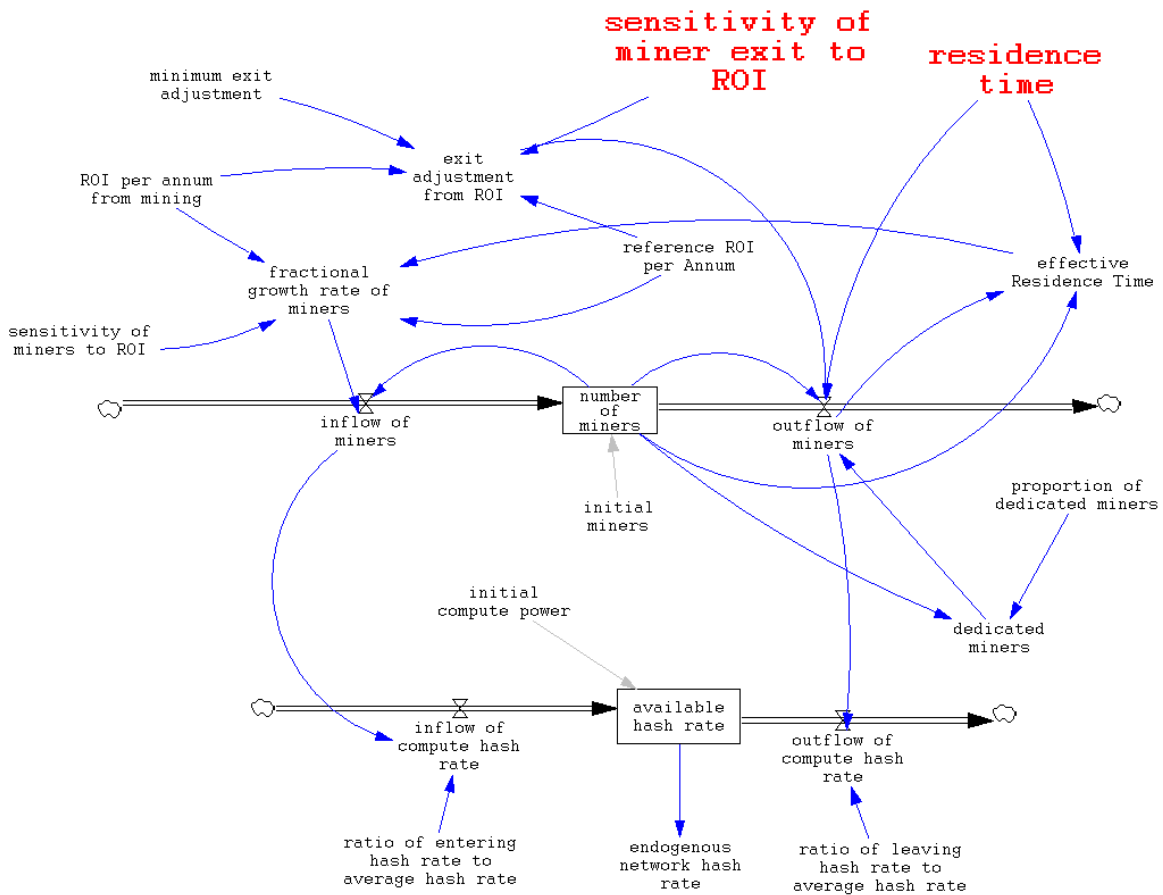 sensitivity of
miner exit to
ROI
residence
time
minimum exit
adjustment
exit
adjustment
from ROI
ROI per annum
from mining
reference ROI
per Annum
effective
Residence Time
fractional
growth rate of
miners
sensitivity of
miners to ROI
number
of
miners
inflow of
miners
outflow of
miners
initial
miners
proportion of
dedicated miners
initial
compute power
dedicated
miners
available
hash rate
inflow of
compute hash
rate
outflow of
compute hash
rate
ratio of entering
hash rate to
average hash rate
endogenous
network hash
rate
ratio of leaving
hash rate to
average hash rate